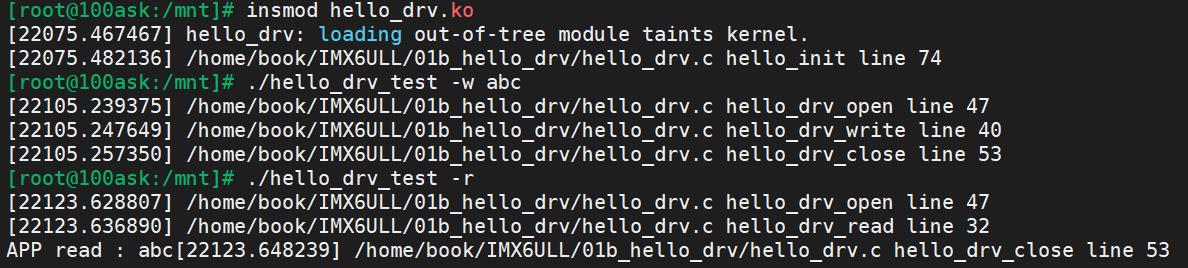 [root@100ask:/mnt]# insmod hello_drv.ko
[22075.467467] hello_drv: loading out-of-tree module taints kernel.
[22075.482136] /home/book/IMX6ULL/01b_hello_drv/hello_drv.c hello_init line 74
[root@100ask:/mnt]# ./hello_drv_test -w abc
[22105.239375] /home/book/IMX6ULL/01b_hello_drv/hello_drv.c hello_drv_open line 47
[22105.247649] /home/book/IMX6ULL/01b_hello_drv/hello_drv.c hello_drv_write line 40
[22105.257350] /home/book/IMX6ULL/01b_hello_drv/hello_drv.c hello_drv_close line 53
[root@100ask:/mnt]# ./hello_drv_test -r
[22123.628807] /home/book/IMX6ULL/01b_hello_drv/hello_drv.c hello_drv_open line 47
[22123.636890] /home/book/IMX6ULL/01b_hello_drv/hello_drv.c hello_drv_read line 32
APP read : abc[22123.648239] /home/book/IMX6ULL/01b_hello_drv/hello_drv.c hello_drv_close line 53